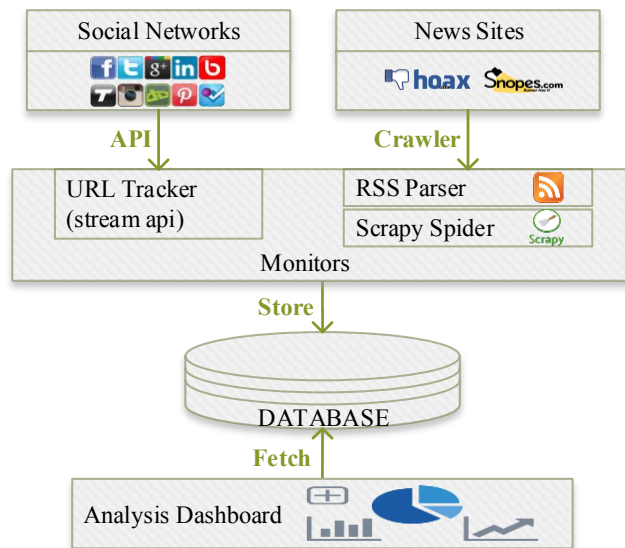 Social Networks
News Sites
f t g+ in b
T P
hoax
Snopes.com
API
Crawler
URL Tracker
(stream api)
RSS Parser
Scrapy Spider
Scrapy
Monitors
Store
DATABASE
Fetch
Analysis Dashboard